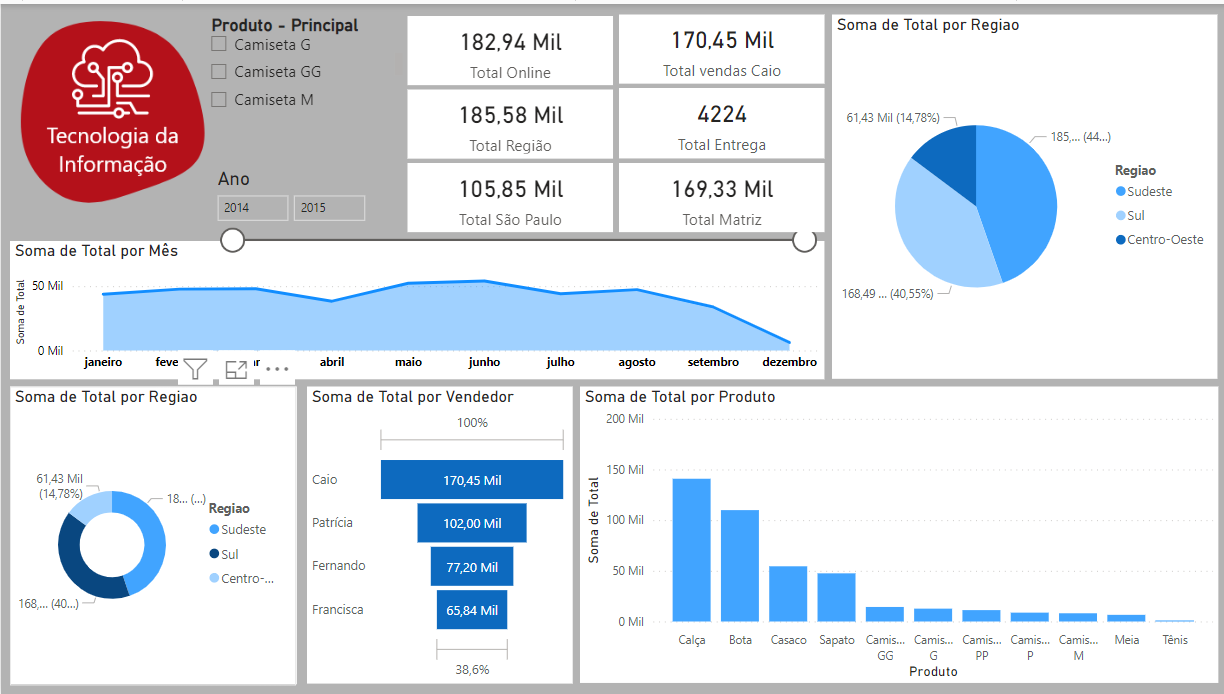 Tecnologia da
Informação
Produto - Principal
Camiseta G
Camiseta GG
Camiseta M
Ano
2014
2015
182,94 Mil
Total Online
185,58 Mil
Total Região
105,85 Mil
Total São Paulo
170,45 Mil
Total vendas Caio
4224
Total Entrega
169,33 Mil
Total Matriz
Soma de Total por Regiao
61,43 Mil (14,78%)
185,... (44...)
168,49 ... (40,55%)
Regiao
Sudeste
Sul
Centro-Oeste
Soma de Total por Mês
Soma de Total
50 Mil
0 Mil
janeiro
feve
ar
abril
maio
junho
julho
agosto
setembro
dezembro
Soma de Total por Regiao
61,43 Mil
(14,78%)
18... (...)
168,... (40...)
Regiao
Sudeste
Sul
Centro-...
Soma de Total por Vendedor
100%
Caio
170,45 Mil
Patrícia
102,00 Mil
Fernando
77,20 Mil
Francisca
65,84 Mil
38,6%
Soma de Total por Produto
Soma de Total
200 Mil
150 Mil
100 Mil
50 Mil
0 Mil
Calça
Bota
Casaco
Sapato
Camis...
GG
Camis...
G
Camis...
PP
Camis...
P
Camis...
M
Meia
Tênis
Produto